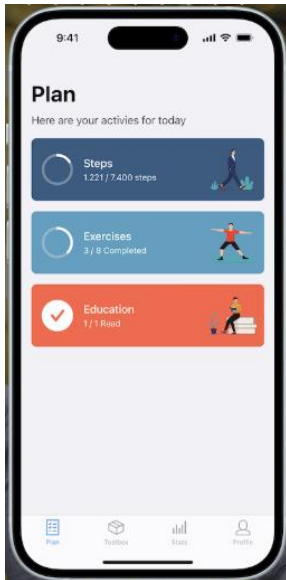 9:41
Plan
Here are your activies for today
Steps
1.221 / 7.400 steps
Exercises
3 / 8 Completed
Education
1 / 1 Read
Plan
Toolbox
Stats
Profile